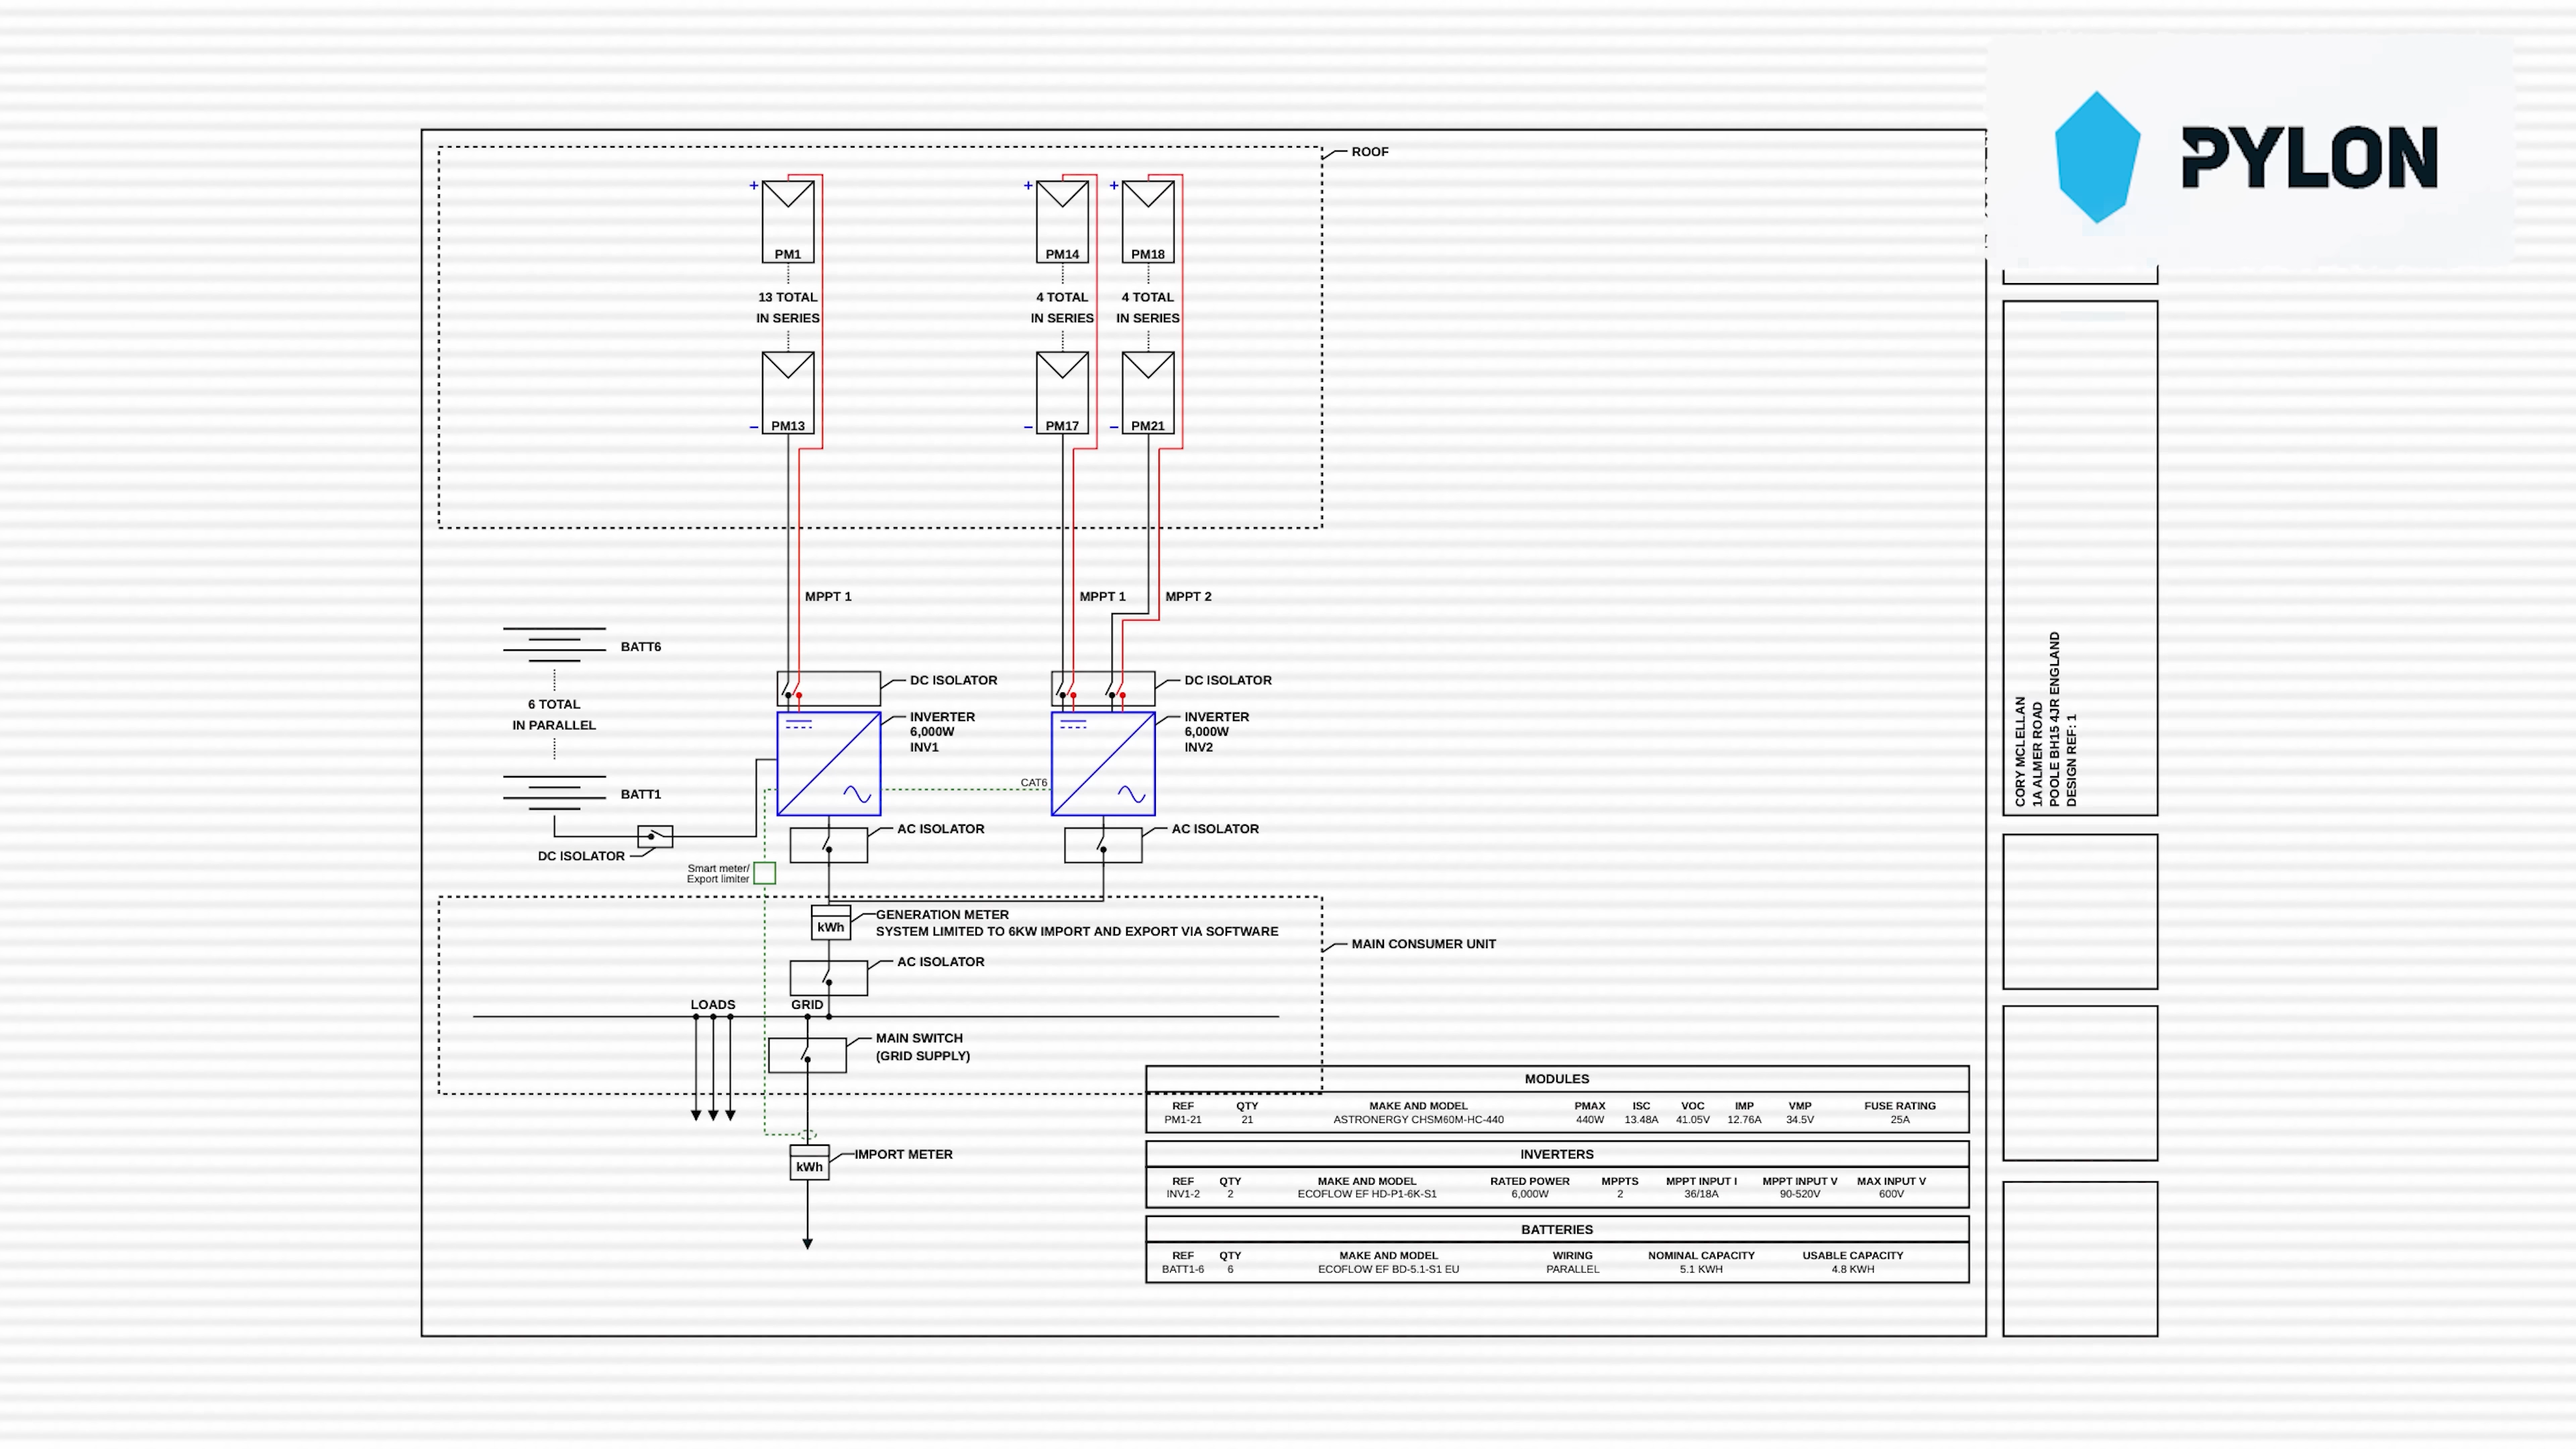 PYLON
ROOF
+
+
+
PM1
PM14
PM18
13 TOTAL
IN SERIES
4 TOTAL
IN SERIES
4 TOTAL
IN SERIES
PM13
PM17
PM21
–
–
–
MPPT 1
MPPT 1
MPPT 2
BATT6
6 TOTAL
IN PARALLEL
BATT1
DC ISOLATOR
DC ISOLATOR
DC ISOLATOR
INVERTER
6,000W
INV1
INVERTER
6,000W
INV2
CAT6
AC ISOLATOR
AC ISOLATOR
Smart meter/
Export limiter
kWh
GENERATION METER
SYSTEM LIMITED TO 6KW IMPORT AND EXPORT VIA SOFTWARE
MAIN CONSUMER UNIT
AC ISOLATOR
LOADS
GRID
MAIN SWITCH
(GRID SUPPLY)
kWh
IMPORT METER
MODULES
REF QTY MAKE AND MODEL PMAX ISC VOC IMP VMP FUSE RATING
PM1-21 21 ASTRONERGY CHSM60M-HC-440 440W 13.48A 41.05V 12.76A 34.5V 25A
INVERTERS
REF QTY MAKE AND MODEL RATED POWER MPPTS MPPT INPUT I MPPT INPUT V MAX INPUT V
INV1-2 2 ECOFLOW EF HD-P1-6K-S1 6,000W 2 36/18A 90-520V 600V
BATTERIES
REF QTY MAKE AND MODEL WIRING NOMINAL CAPACITY USABLE CAPACITY
BATT1-6 6 ECOFLOW EF BD-5.1-S1 EU PARALLEL 5.1 KWH 4.8 KWH
CORY MCLELLAN
1A ALMER ROAD
POOLE BH15 4JR ENGLAND
DESIGN REF: 1